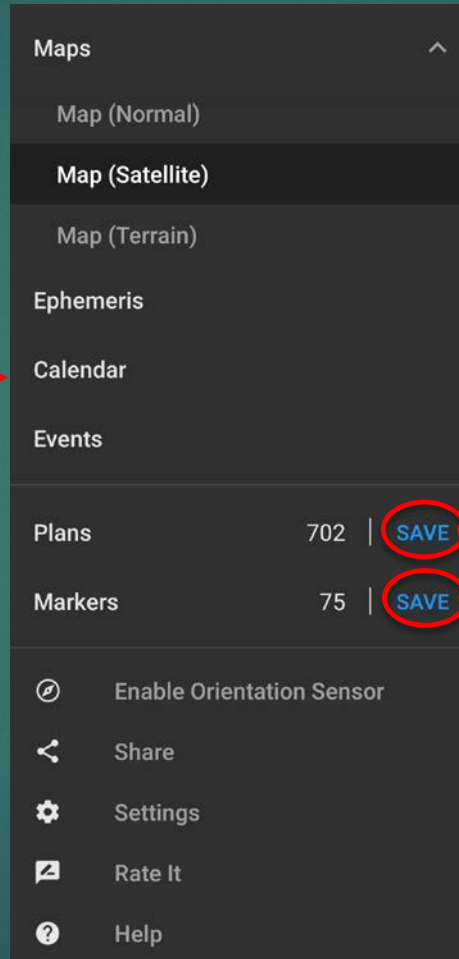 Maps
Map (Normal)
Map (Satellite)
Map (Terrain)
Ephemeris
Calendar
Events
Plans 702 | SAVE
Markers 75 | SAVE
Enable Orientation Sensor
Share
Settings
Rate It
Help